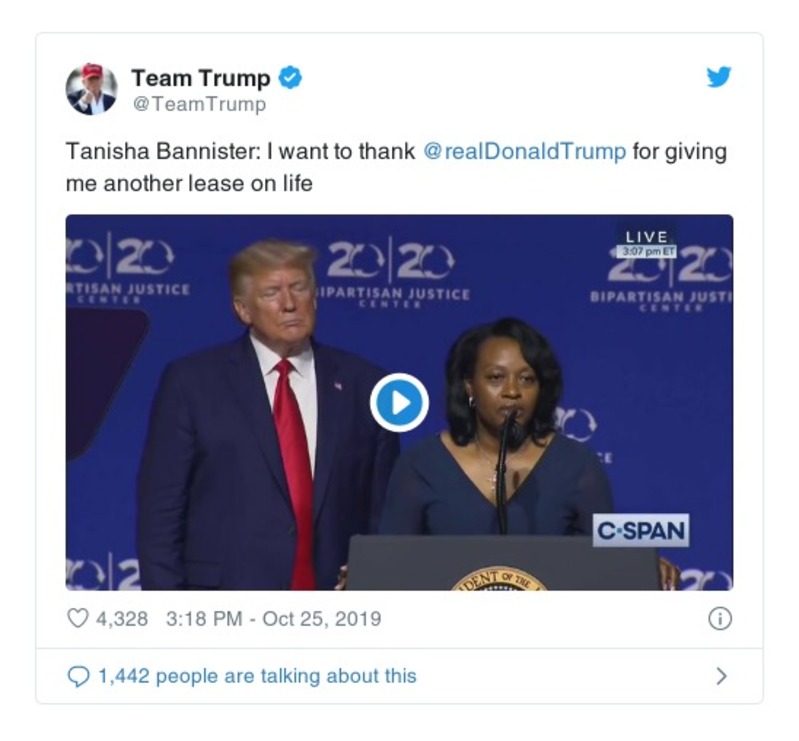 Team Trump
@TeamTrump
Tanisha Bannister: I want to thank @realDonaldTrump for giving
me another lease on life
20|20
RTISAN JUSTICE
CENTER
20|20
IPARTISAN JUSTICE
CENTER
LIVE
3:07 pm ET
20|20
BIPARTISAN JUSTI
CENTER
C·SPAN
DENT OF THE
4,328 3:18 PM - Oct 25, 2019
1,442 people are talking about this